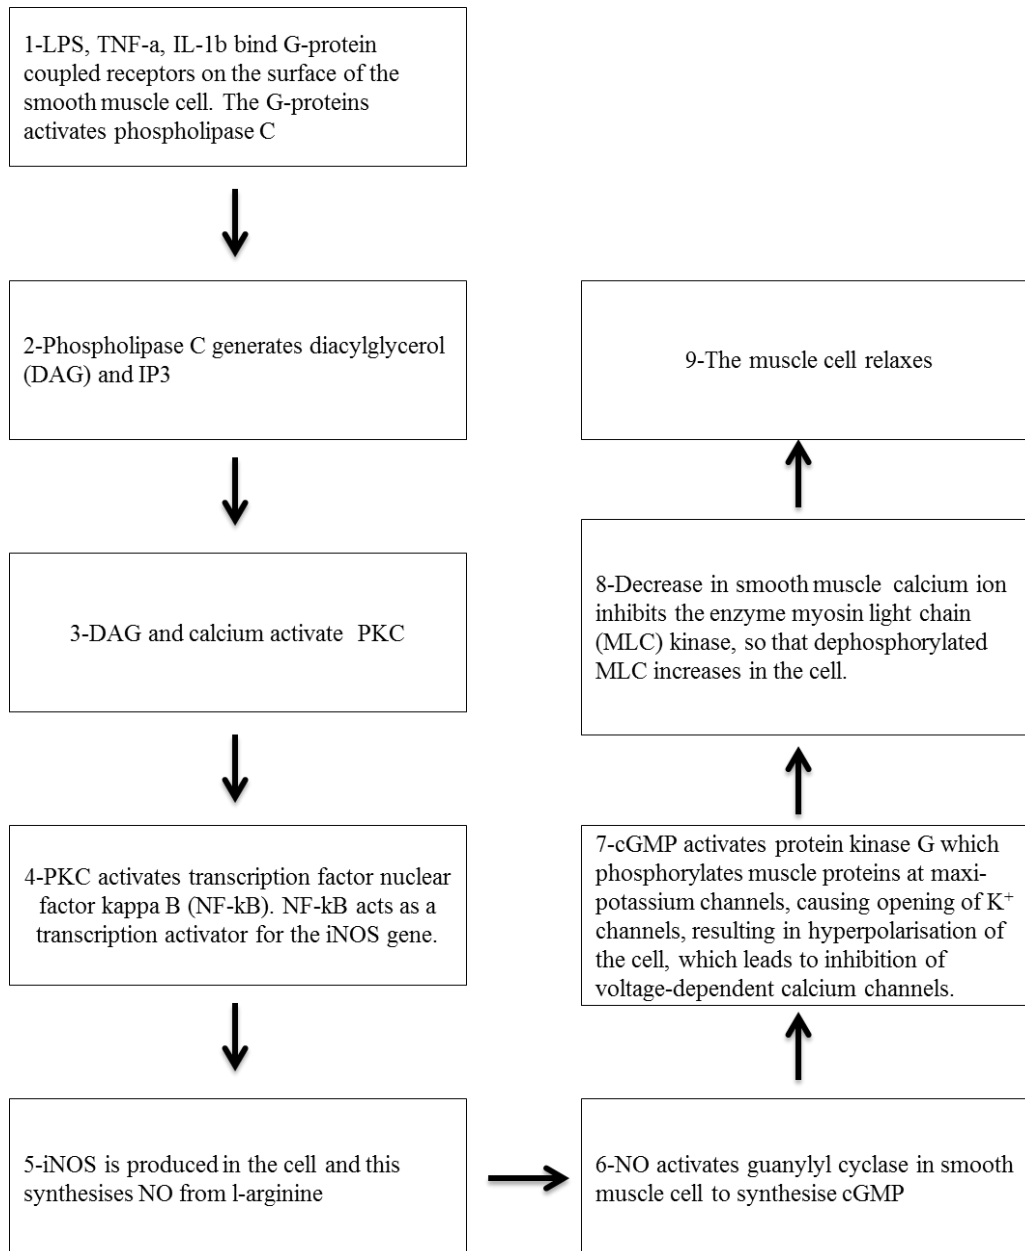 1-LPS, TNF-a, IL-1b bind G-protein
coupled receptors on the surface of the
smooth muscle cell. The G-proteins
activates phospholipase C
2-Phospholipase C generates diacylglycerol
(DAG) and IP3
3-DAG and calcium activate PKC
4-PKC activates transcription factor nuclear
factor kappa B (NF-kB). NF-kB acts as a
transcription activator for the iNOS gene.
5-iNOS is produced in the cell and this
synthesises NO from l-arginine
6-NO activates guanylyl cyclase in smooth
muscle cell to synthesise cGMP
7-cGMP activates protein kinase G which
phosphorylates muscle proteins at maxi-
potassium channels, causing opening of K⁺
channels, resulting in hyperpolarisation of
the cell, which leads to inhibition of
voltage-dependent calcium channels.
8-Decrease in smooth muscle calcium ion
inhibits the enzyme myosin light chain
(MLC) kinase, so that dephosphorylated
MLC increases in the cell.
9-The muscle cell relaxes